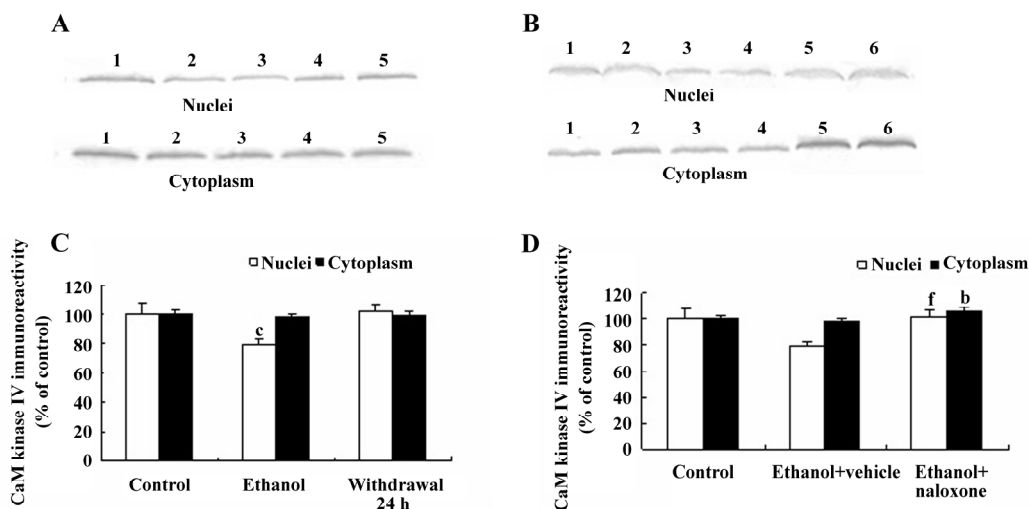 A
1 2 3 4 5
Nuclei
1 2 3 4 5
Cytoplasm
B
1 2 3 4 5 6
Nuclei
1 2 3 4 5 6
Cytoplasm
C
CaM kinase IV immunoreactivity
(% of control)
Nuclei Cytoplasm
120
100
80
60
40
20
0
c
Control Ethanol Withdrawal
24 h
D
CaM kinase IV immunoreactivity
(% of control)
Nuclei Cytoplasm
120
100
80
60
40
20
0
f b
Control Ethanol+vehicle Ethanol+
naloxone